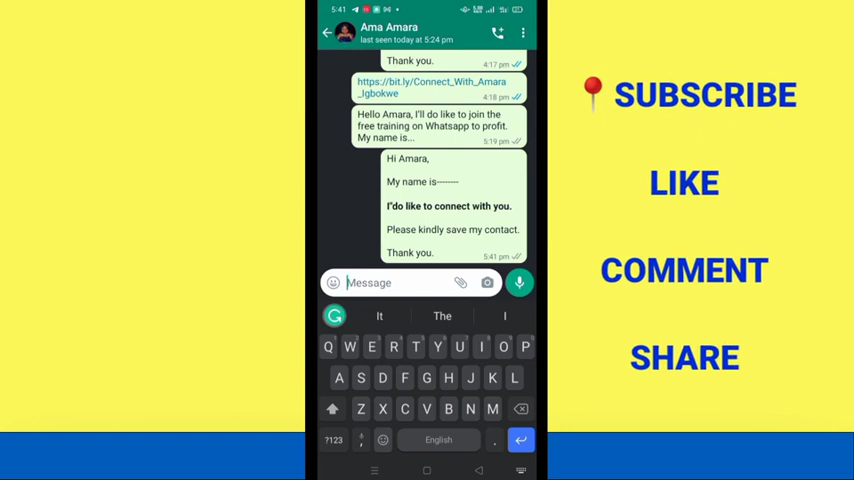 5:41
Ama Amara
last seen today at 5:24 pm
Thank you.
4:17 pm
https://bit.ly/Connect_With_Amara
_Igbokwe
4:18 pm
Hello Amara, I'll do like to join the
free training on Whatsapp to profit.
My name is...
5:19 pm
Hi Amara,
My name is--------
I"do like to connect with you.
Please kindly save my contact.
Thank you.
5:41 pm
Message
It The I
Q W E R T Y U I O P
A S D F G H J K L
Z X C V B N M
?123 , English .
SUBSCRIBE
LIKE
COMMENT
SHARE